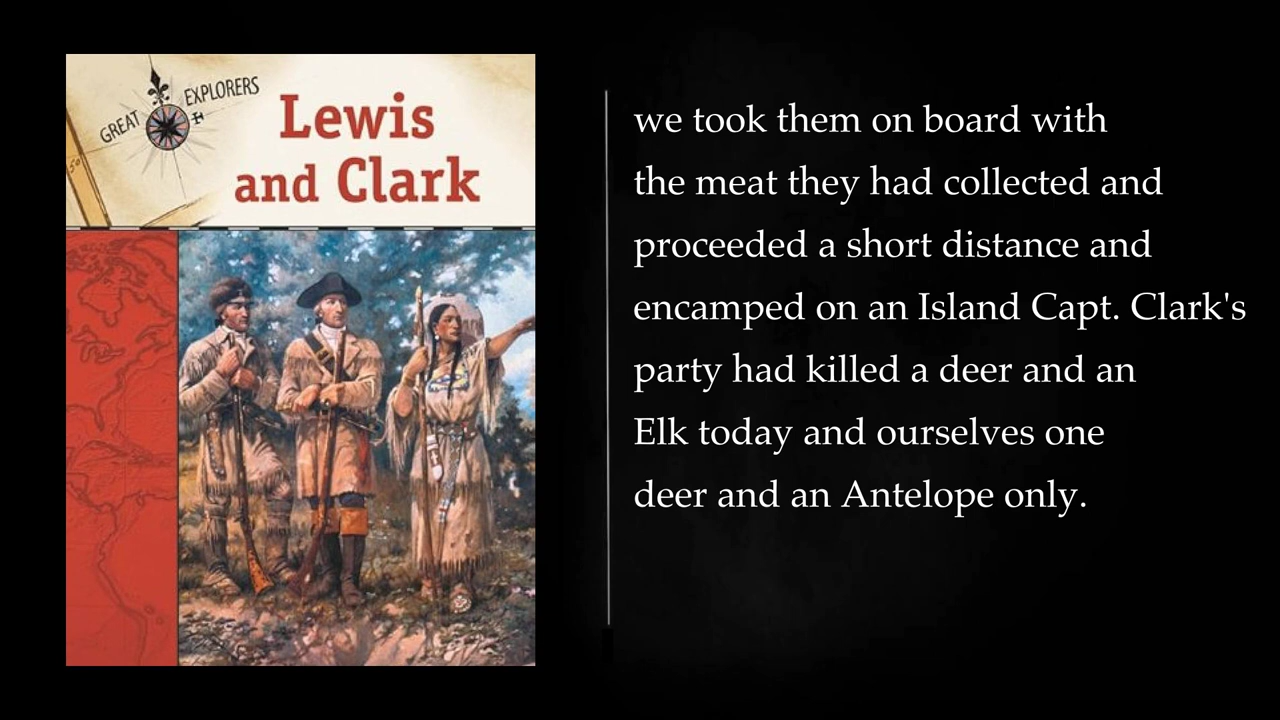 GREAT EXPLORERS
Lewis
and Clark
we took them on board with
the meat they had collected and
proceeded a short distance and
encamped on an Island Capt. Clark's
party had killed a deer and an
Elk today and ourselves one
deer and an Antelope only.